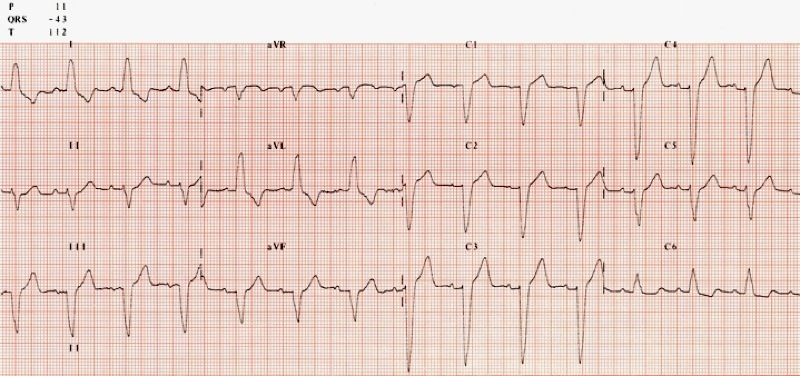 P 11
QRS -43
T 112
I aVR C1 C4
II aVL C2 C5
III aVF C3 C6
II